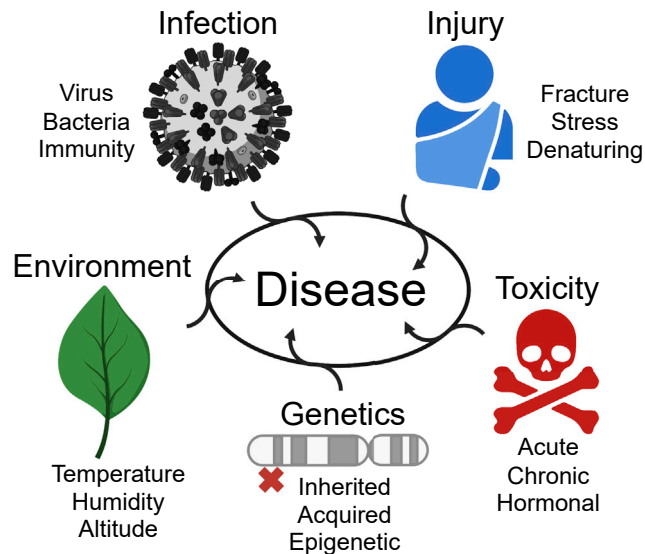 Infection
Virus
Bacteria
Immunity
Injury
Fracture
Stress
Denaturing
Environment
Temperature
Humidity
Altitude
Disease
Toxicity
Acute
Chronic
Hormonal
Genetics
Inherited
Acquired
Epigenetic